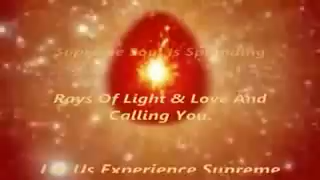 Supreme Soul Is Spreading
Rays Of Light & Love And
Calling You.
Let Us Experience Supreme